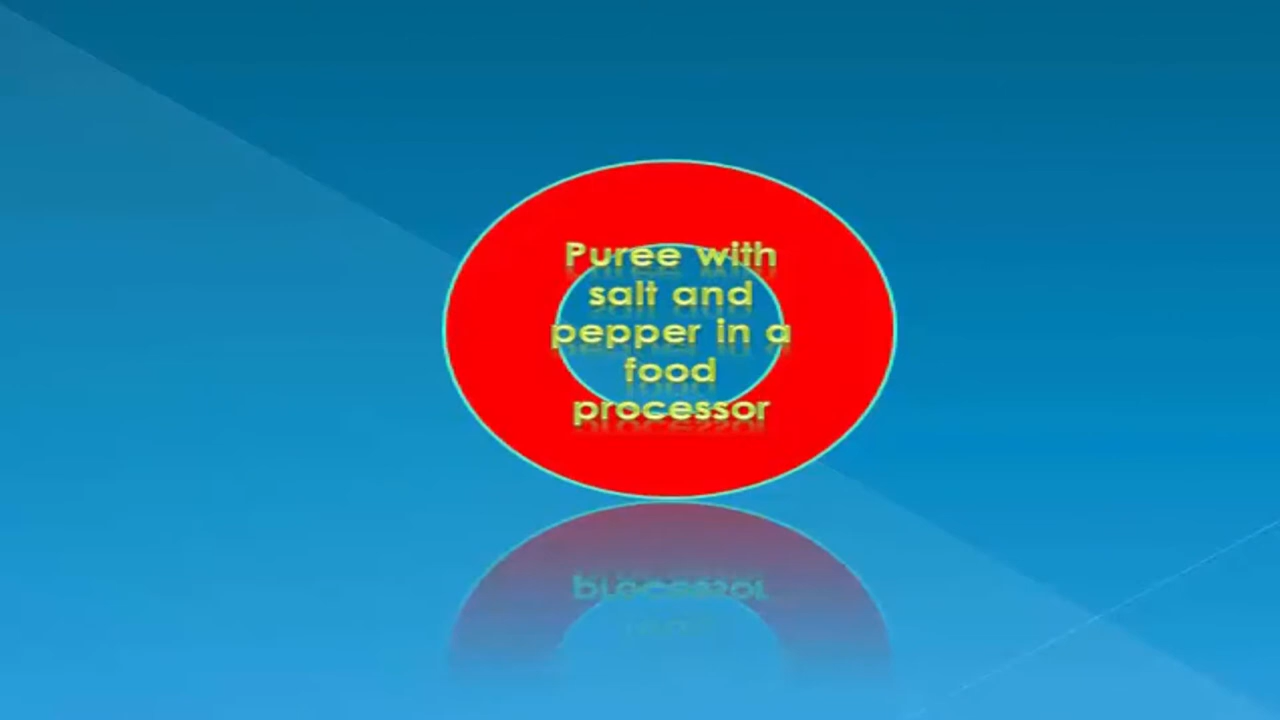 Puree with
salt and
pepper in a
food
processor